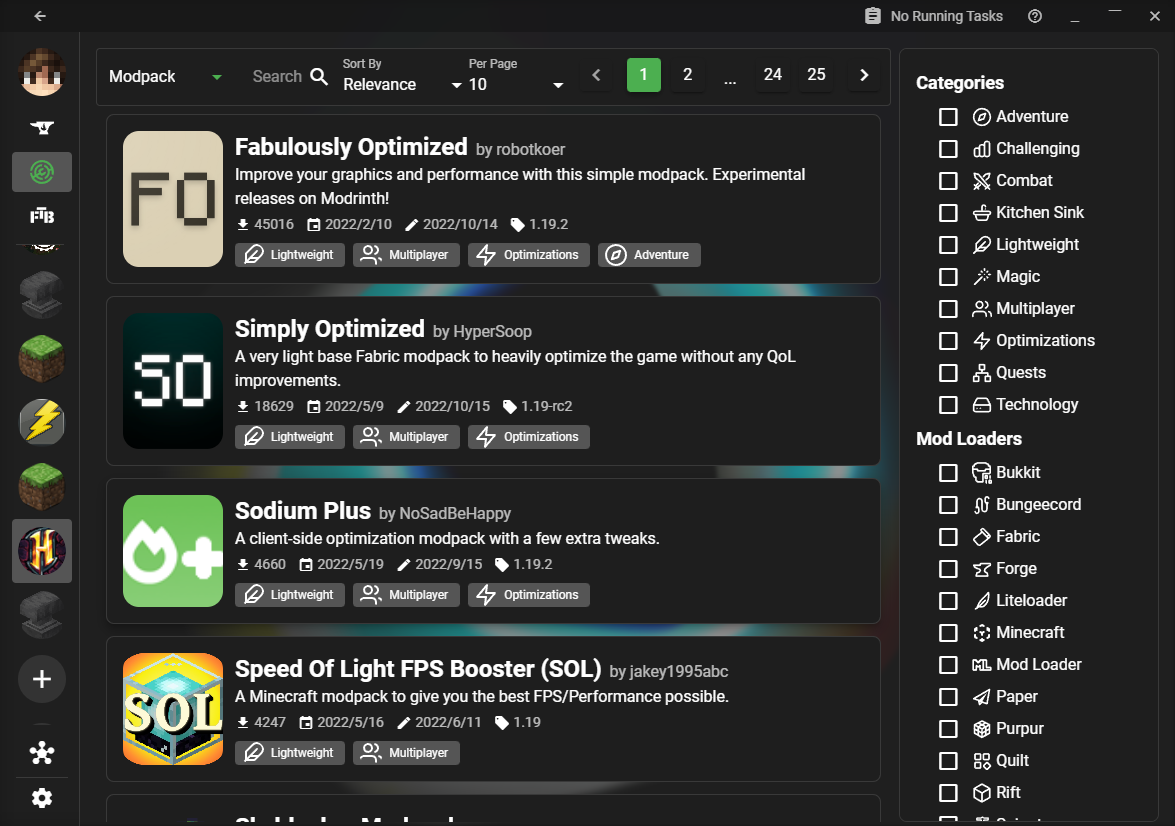 No Running Tasks
Modpack
Search
Sort By
Relevance
Per Page
10
1
2
...
24
25
FTB
FO
Fabulously Optimized by robotkoer
Improve your graphics and performance with this simple modpack. Experimental
releases on Modrinth!
45016 2022/2/10 2022/10/14 1.19.2
Lightweight Multiplayer Optimizations Adventure
SO
Simply Optimized by HyperSoop
A very light base Fabric modpack to heavily optimize the game without any QoL
improvements.
18629 2022/5/9 2022/10/15 1.19-rc2
Lightweight Multiplayer Optimizations
Sodium Plus by NoSadBeHappy
A client-side optimization modpack with a few extra tweaks.
4660 2022/5/19 2022/9/15 1.19.2
Lightweight Multiplayer Optimizations
SOL
Speed Of Light FPS Booster (SOL) by jakey1995abc
A Minecraft modpack to give you the best FPS/Performance possible.
4247 2022/5/16 2022/6/11 1.19
Lightweight Multiplayer
H
Categories
Adventure
Challenging
Combat
Kitchen Sink
Lightweight
Magic
Multiplayer
Optimizations
Quests
Technology
Mod Loaders
Bukkit
Bungeecord
Fabric
Forge
Liteloader
Minecraft
ML Mod Loader
Paper
Purpur
Quilt
Rift